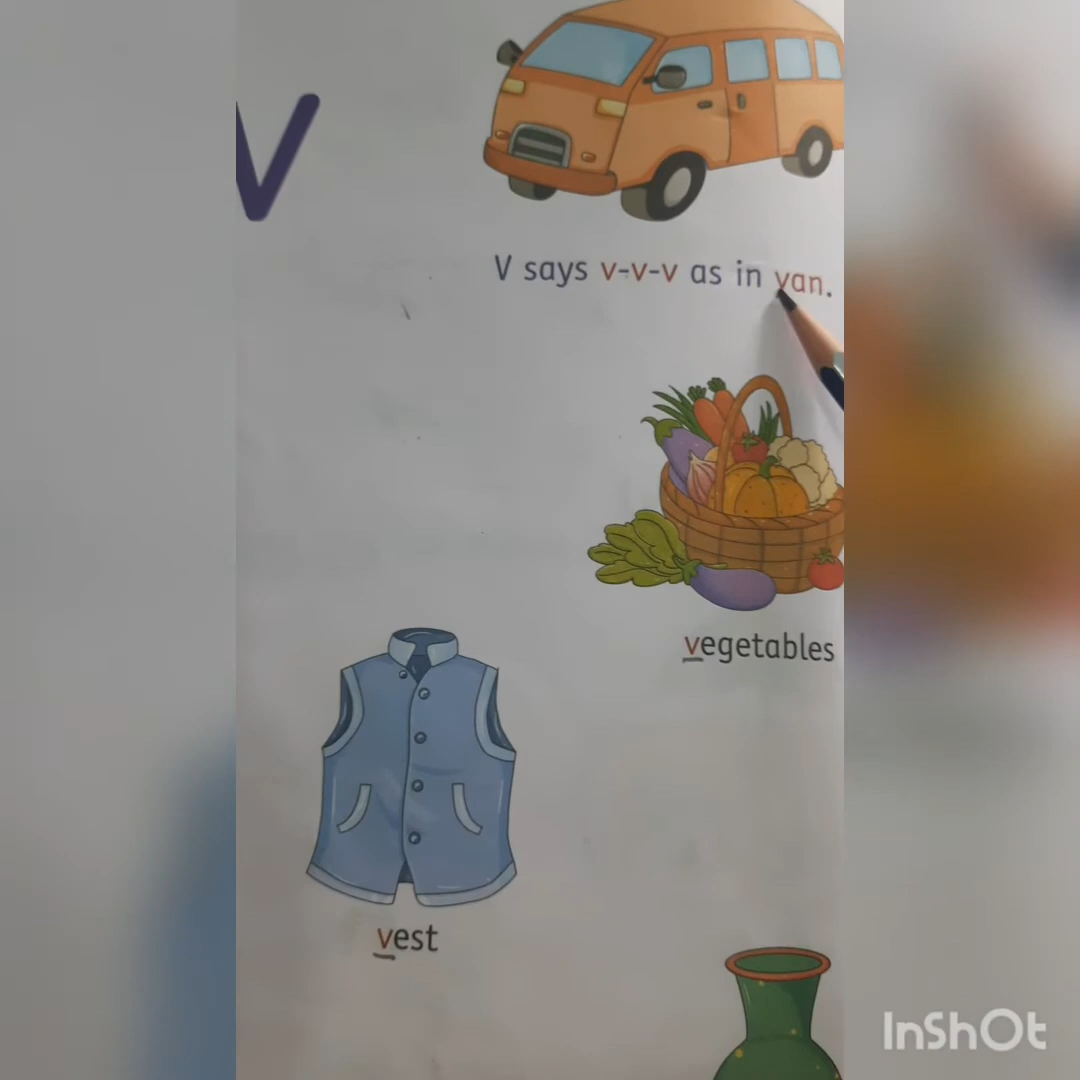 V
V says v-v-v as in van.
vegetables
vest
InShOt